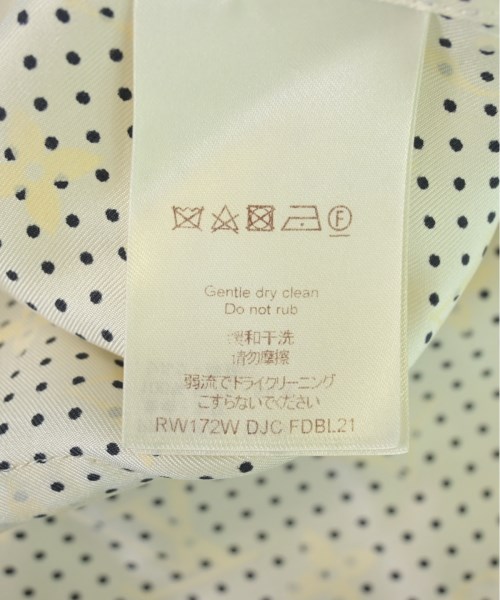 F
Gentle dry clean
Do not rub
缓和干洗
请勿摩擦
弱流でドライクリーニング
こすらないでください
RW172W DJC FDBL21